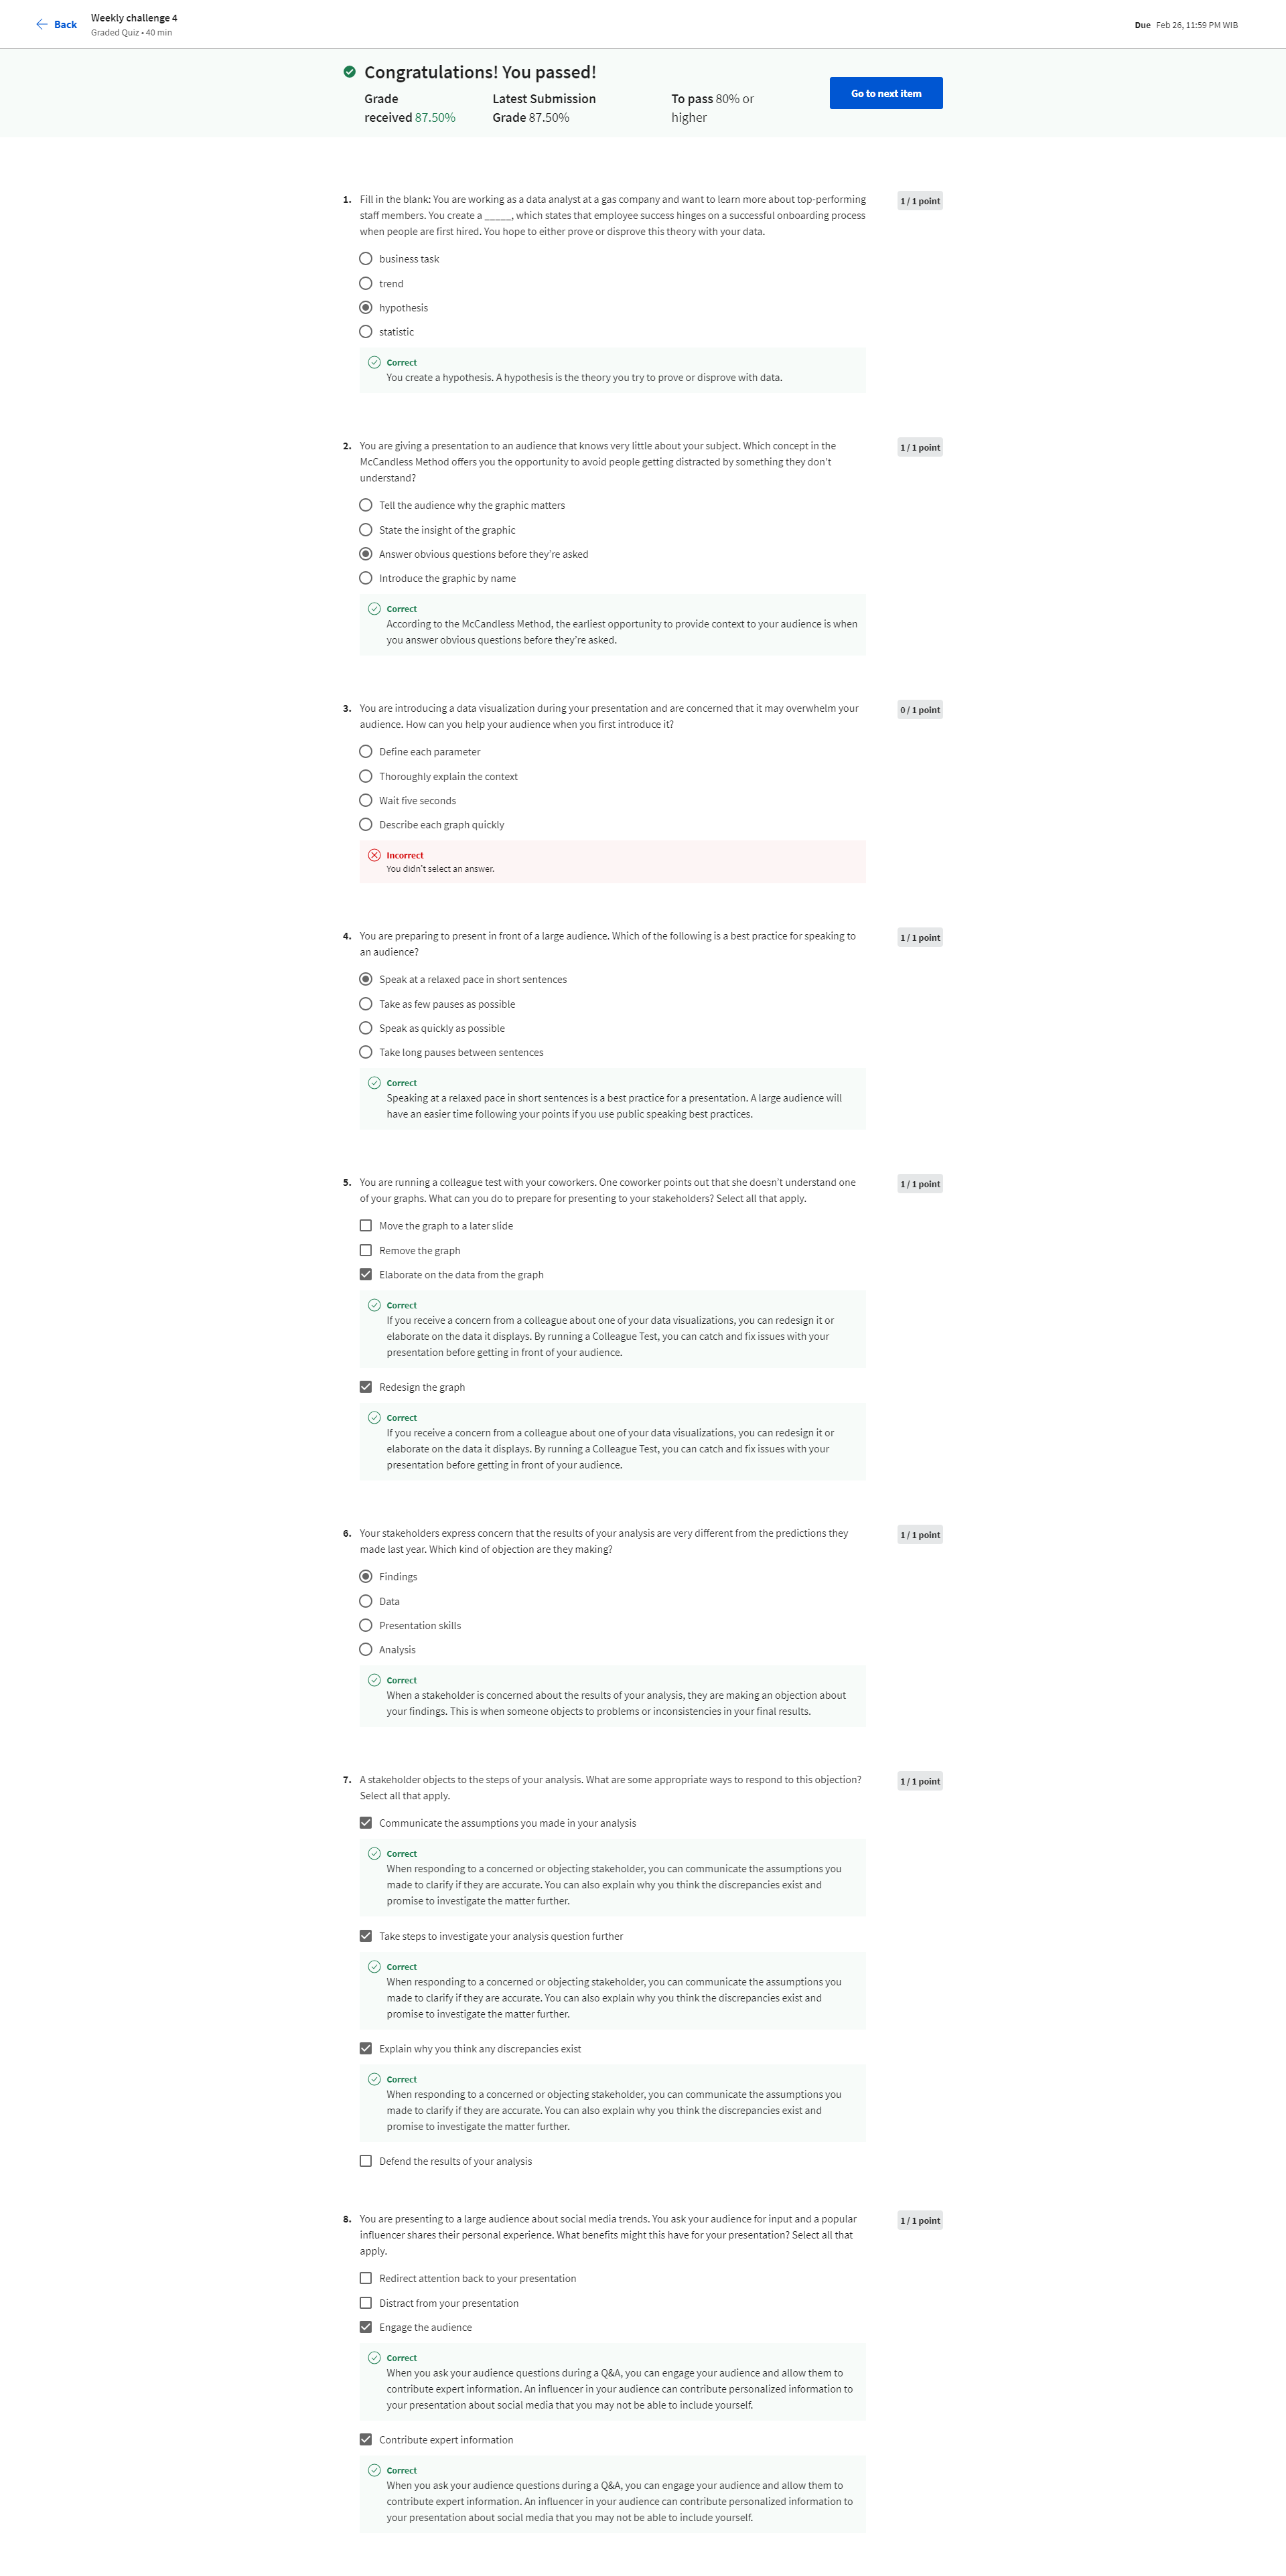 Back
Weekly challenge 4
Graded Quiz • 40 min
Due Feb 26, 11:59 PM WIB
Congratulations! You passed!
Grade
received 87.50%
Latest Submission
Grade 87.50%
To pass 80% or
higher
Go to next item
1. Fill in the blank: You are working as a data analyst at a gas company and want to learn more about top-performing
staff members. You create a _____, which states that employee success hinges on a successful onboarding process
when people are first hired. You hope to either prove or disprove this theory with your data.
1 / 1 point
business task
trend
hypothesis
statistic
Correct
You create a hypothesis. A hypothesis is the theory you try to prove or disprove with data.
2. You are giving a presentation to an audience that knows very little about your subject. Which concept in the
McCandless Method offers you the opportunity to avoid people getting distracted by something they don't
understand?
1 / 1 point
Tell the audience why the graphic matters
State the insight of the graphic
Answer obvious questions before they're asked
Introduce the graphic by name
Correct
According to the McCandless Method, the earliest opportunity to provide context to your audience is when
you answer obvious questions before they're asked.
3. You are introducing a data visualization during your presentation and are concerned that it may overwhelm your
audience. How can you help your audience when you first introduce it?
0 / 1 point
Define each parameter
Thoroughly explain the context
Wait five seconds
Describe each graph quickly
Incorrect
You didn't select an answer.
4. You are preparing to present in front of a large audience. Which of the following is a best practice for speaking to
an audience?
1 / 1 point
Speak at a relaxed pace in short sentences
Take as few pauses as possible
Speak as quickly as possible
Take long pauses between sentences
Correct
Speaking at a relaxed pace in short sentences is a best practice for a presentation. A large audience will
have an easier time following your points if you use public speaking best practices.
5. You are running a colleague test with your coworkers. One coworker points out that she doesn't understand one
of your graphs. What can you do to prepare for presenting to your stakeholders? Select all that apply.
1 / 1 point
Move the graph to a later slide
Remove the graph
Elaborate on the data from the graph
Correct
If you receive a concern from a colleague about one of your data visualizations, you can redesign it or
elaborate on the data it displays. By running a Colleague Test, you can catch and fix issues with your
presentation before getting in front of your audience.
Redesign the graph
Correct
If you receive a concern from a colleague about one of your data visualizations, you can redesign it or
elaborate on the data it displays. By running a Colleague Test, you can catch and fix issues with your
presentation before getting in front of your audience.
6. Your stakeholders express concern that the results of your analysis are very different from the predictions they
made last year. Which kind of objection are they making?
1 / 1 point
Findings
Data
Presentation skills
Analysis
Correct
When a stakeholder is concerned about the results of your analysis, they are making an objection about
your findings. This is when someone objects to problems or inconsistencies in your final results.
7. A stakeholder objects to the steps of your analysis. What are some appropriate ways to respond to this objection?
Select all that apply.
1 / 1 point
Communicate the assumptions you made in your analysis
Correct
When responding to a concerned or objecting stakeholder, you can communicate the assumptions you
made to clarify if they are accurate. You can also explain why you think the discrepancies exist and
promise to investigate the matter further.
Take steps to investigate your analysis question further
Correct
When responding to a concerned or objecting stakeholder, you can communicate the assumptions you
made to clarify if they are accurate. You can also explain why you think the discrepancies exist and
promise to investigate the matter further.
Explain why you think any discrepancies exist
Correct
When responding to a concerned or objecting stakeholder, you can communicate the assumptions you
made to clarify if they are accurate. You can also explain why you think the discrepancies exist and
promise to investigate the matter further.
Defend the results of your analysis
8. You are presenting to a large audience about social media trends. You ask your audience for input and a popular
influencer shares their personal experience. What benefits might this have for your presentation? Select all that
apply.
1 / 1 point
Redirect attention back to your presentation
Distract from your presentation
Engage the audience
Correct
When you ask your audience questions during a Q&A, you can engage your audience and allow them to
contribute expert information. An influencer in your audience can contribute personalized information to
your presentation about social media that you may not be able to include yourself.
Contribute expert information
Correct
When you ask your audience questions during a Q&A, you can engage your audience and allow them to
contribute expert information. An influencer in your audience can contribute personalized information to
your presentation about social media that you may not be able to include yourself.